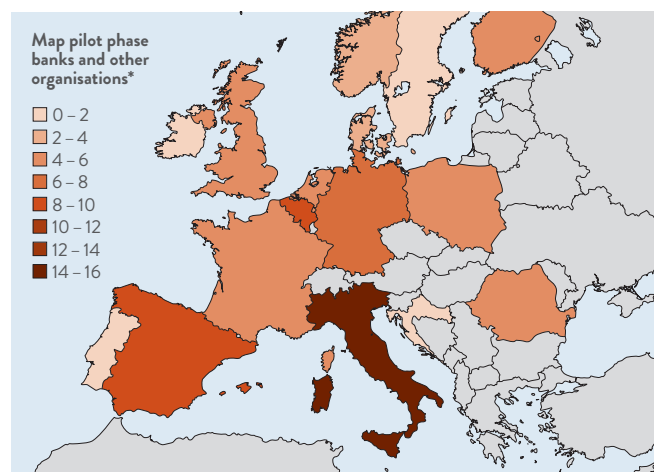 Map pilot phase
banks and other
organisations*
0 – 2
2 – 4
4 – 6
6 – 8
8 – 10
10 – 12
12 – 14
14 – 16